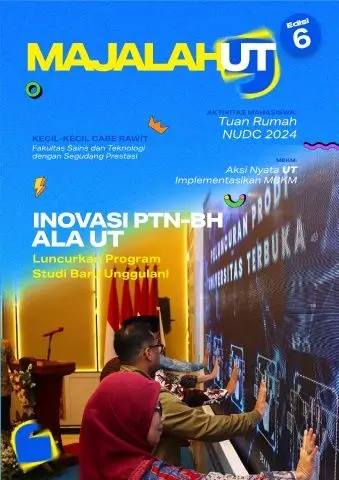 Edisi
6
MAJALAHUT
AKTIVITAS MAHASISWA:
Tuan Rumah
NUDC 2024
KECIL-KECIL CABE RAWIT
Fakultas Sains dan Teknologi
dengan Segudang Prestasi
MBKM:
Aksi Nyata UT
Implementasikan MBKM
INOVASI PTN-BH
ALA UT
Luncurkan Program
Studi Baru Unggulan!
PELUNCURAN PRODI
UNIVERSITAS TERBUKA